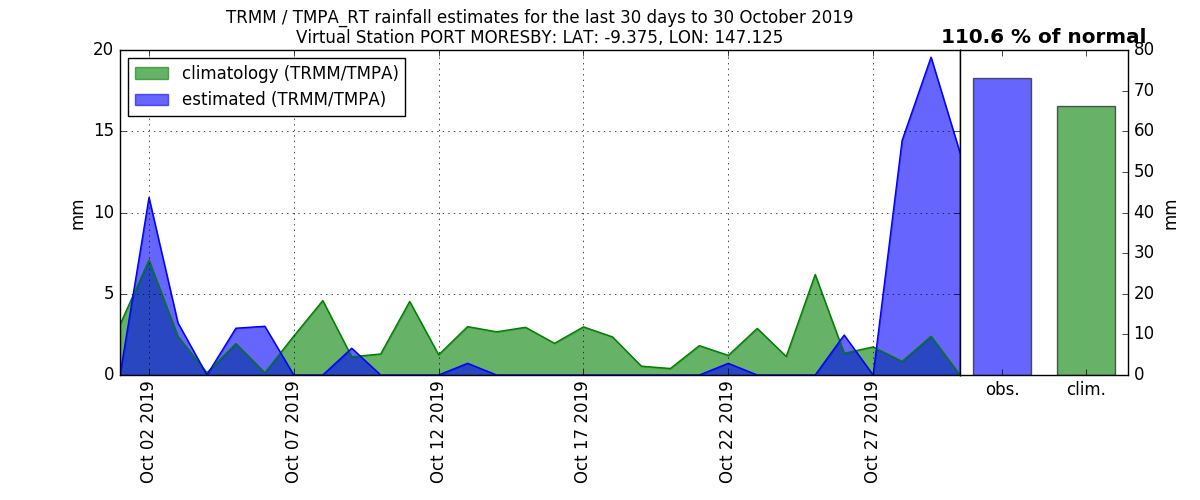 TRMM / TMPA_RT rainfall estimates for the last 30 days to 30 October 2019
Virtual Station PORT MORESBY: LAT: -9.375, LON: 147.125
110.6 % of normal
climatology (TRMM/TMPA)
estimated (TRMM/TMPA)
20
15
10
5
0
mm
Oct 02 2019
Oct 07 2019
Oct 12 2019
Oct 17 2019
Oct 22 2019
Oct 27 2019
80
70
60
50
40
30
20
10
0
mm
obs.
clim.